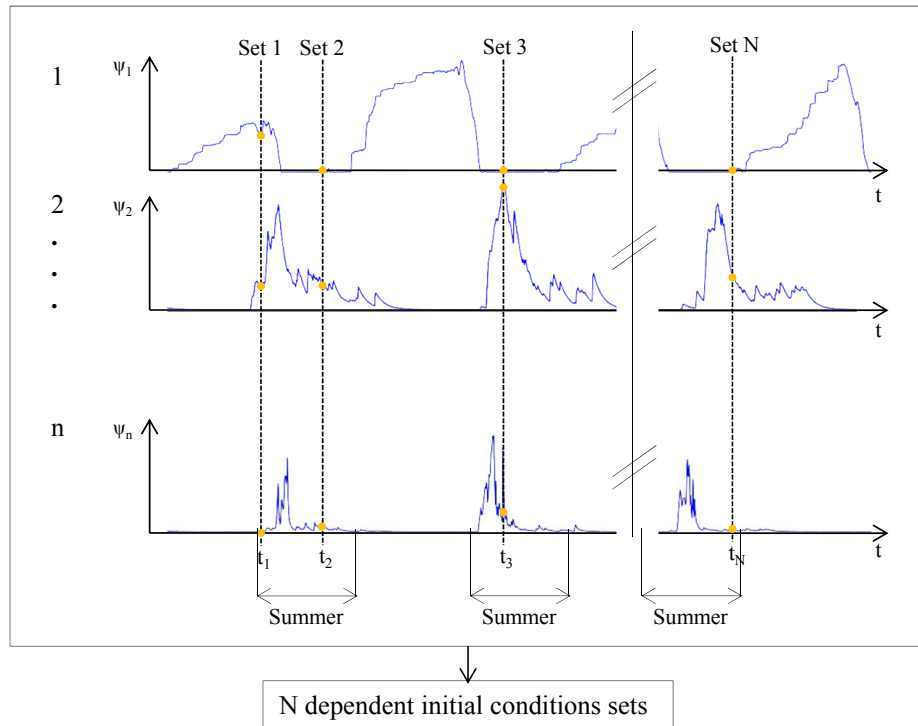 Set 1 Set 2 Set 3 Set N
1 ψ1
t
2 ψ2
t
n ψn
t
t1 t2 t3 tN
Summer Summer Summer
N dependent initial conditions sets